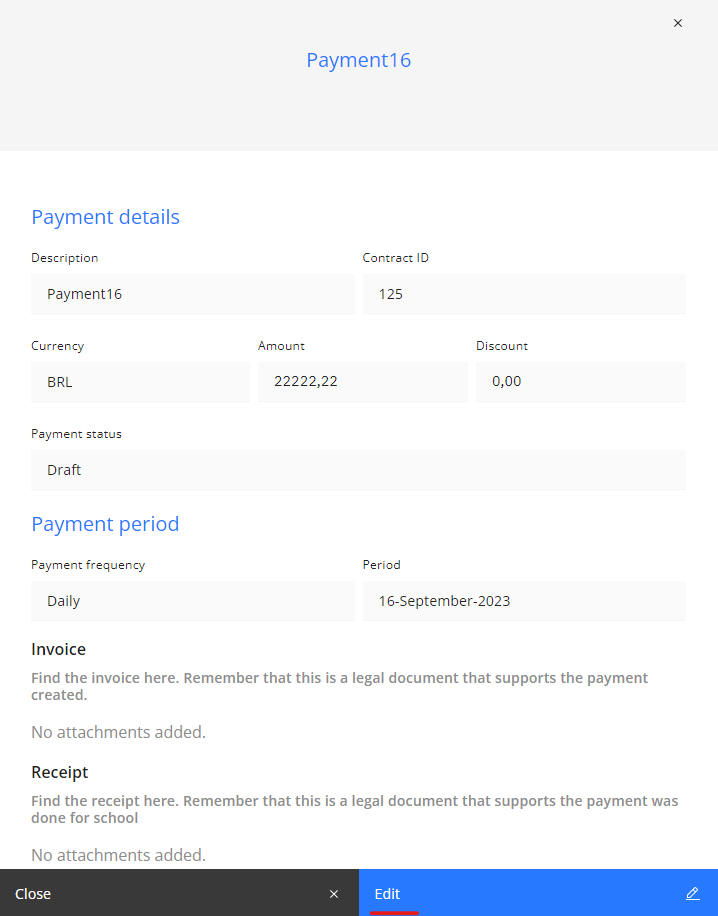 Payment16
Payment details
Description Contract ID
Payment16 125
Currency Amount Discount
BRL 22222,22 0,00
Payment status
Draft
Payment period
Payment frequency Period
Daily 16-September-2023
Invoice
Find the invoice here. Remember that this is a legal document that supports the payment
created.
No attachments added.
Receipt
Find the receipt here. Remember that this is a legal document that supports the payment was
done for school
No attachments added.
Close Edit